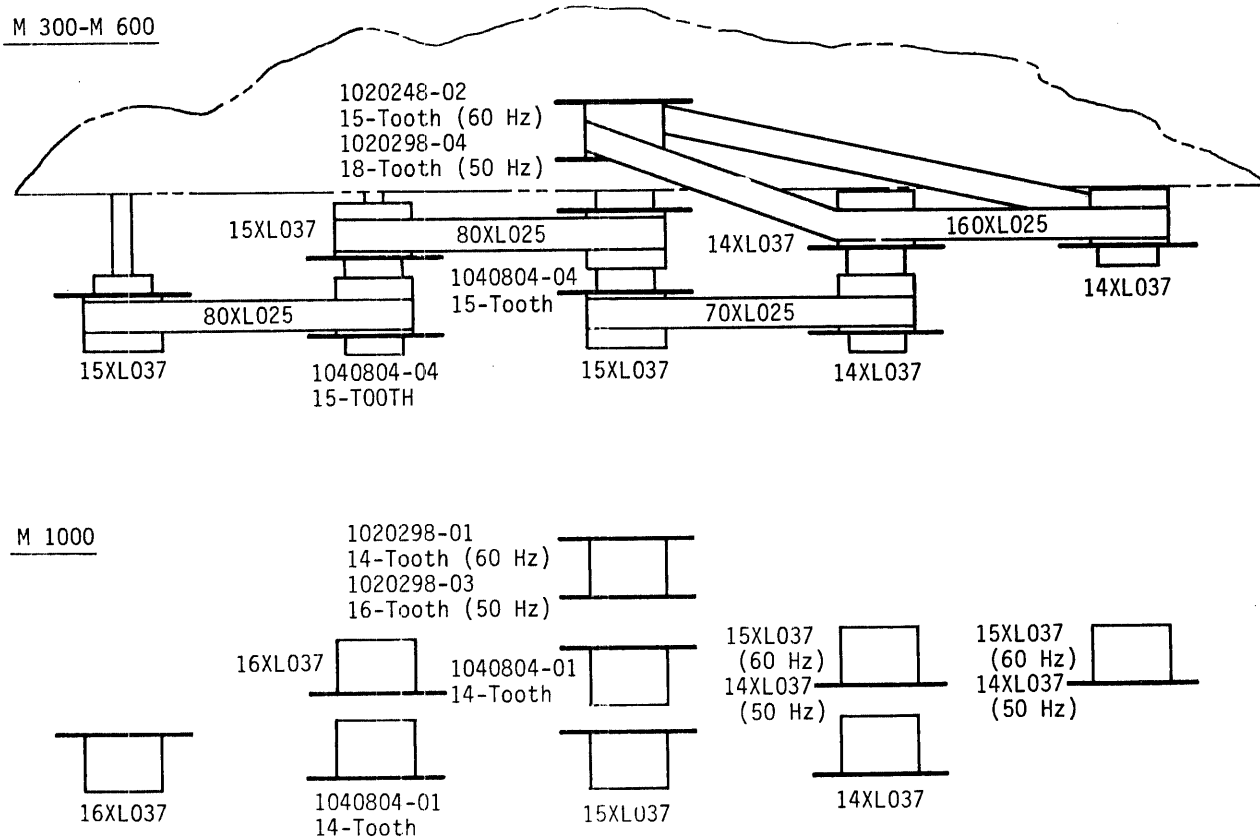 M 300-M 600
1020248-02
15-Tooth (60 Hz)
1020298-04
18-Tooth (50 Hz)
15XL037
80XL025
14XL037
160XL025
1040804-04
15-Tooth
14XL037
80XL025
70XL025
15XL037
1040804-04
15-TOOTH
15XL037
14XL037
M 1000
1020298-01
14-Tooth (60 Hz)
1020298-03
16-Tooth (50 Hz)
16XL037
1040804-01
14-Tooth
15XL037
(60 Hz)
14XL037
(50 Hz)
15XL037
(60 Hz)
14XL037
(50 Hz)
16XL037
1040804-01
14-Tooth
15XL037
14XL037